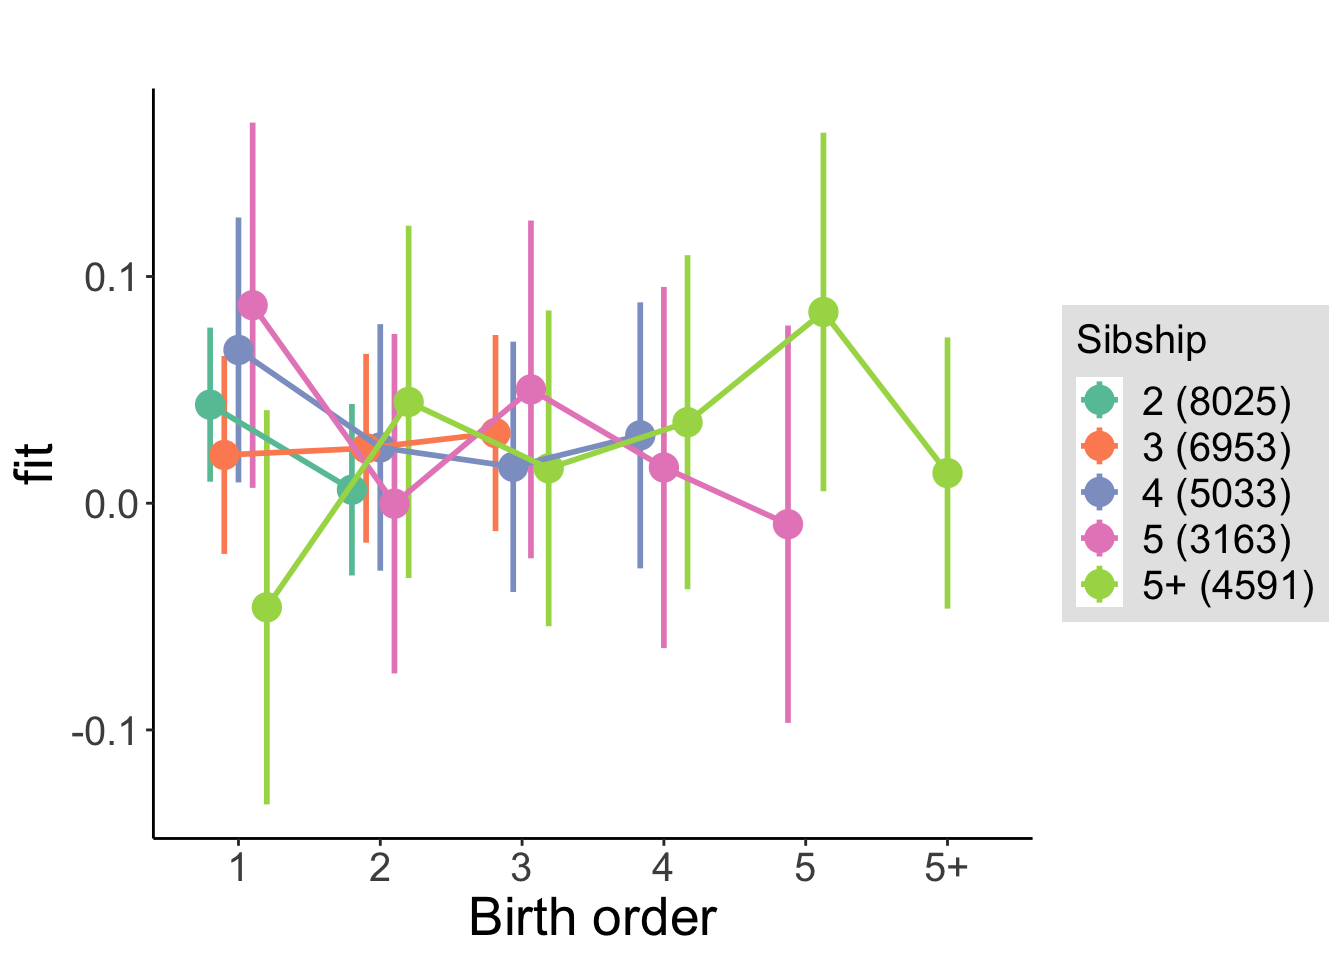 fit
0.1
0.0
-0.1
1 2 3 4 5 5+
Birth order
Sibship
2 (8025)
3 (6953)
4 (5033)
5 (3163)
5+ (4591)